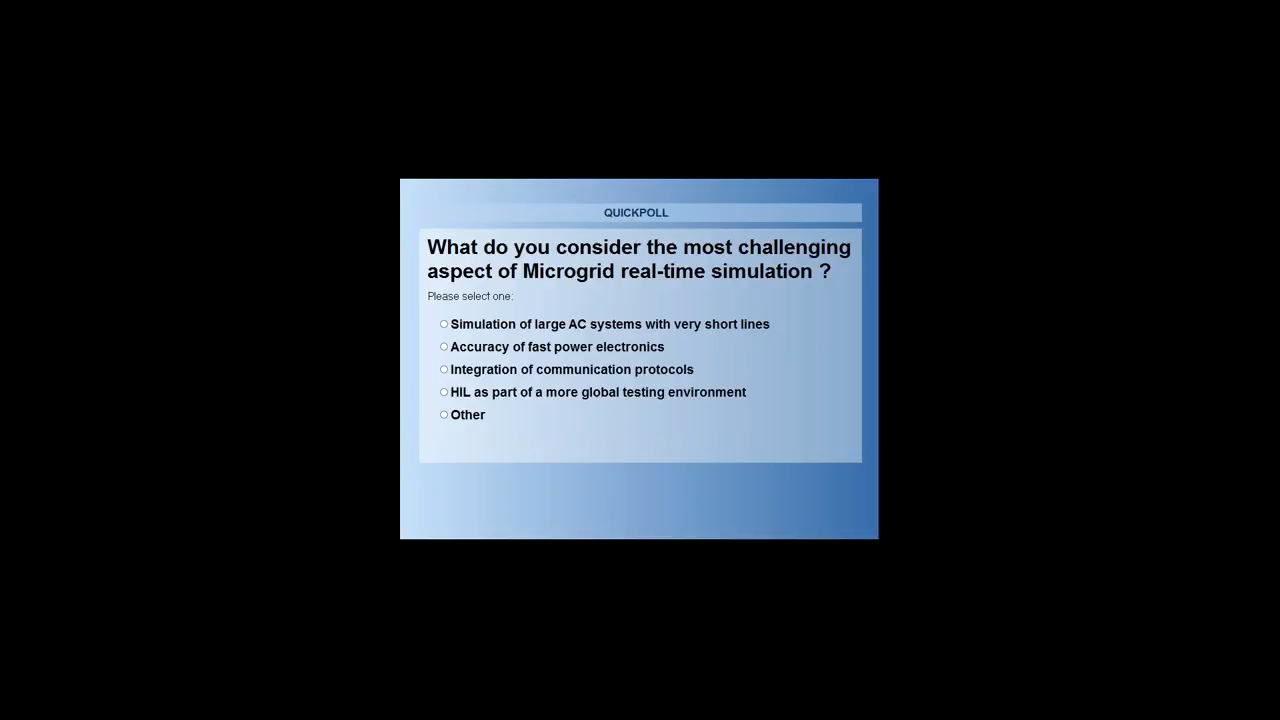 QUICKPOLL
What do you consider the most challenging
aspect of Microgrid real-time simulation ?
Please select one:
Simulation of large AC systems with very short lines
Accuracy of fast power electronics
Integration of communication protocols
HIL as part of a more global testing environment
Other